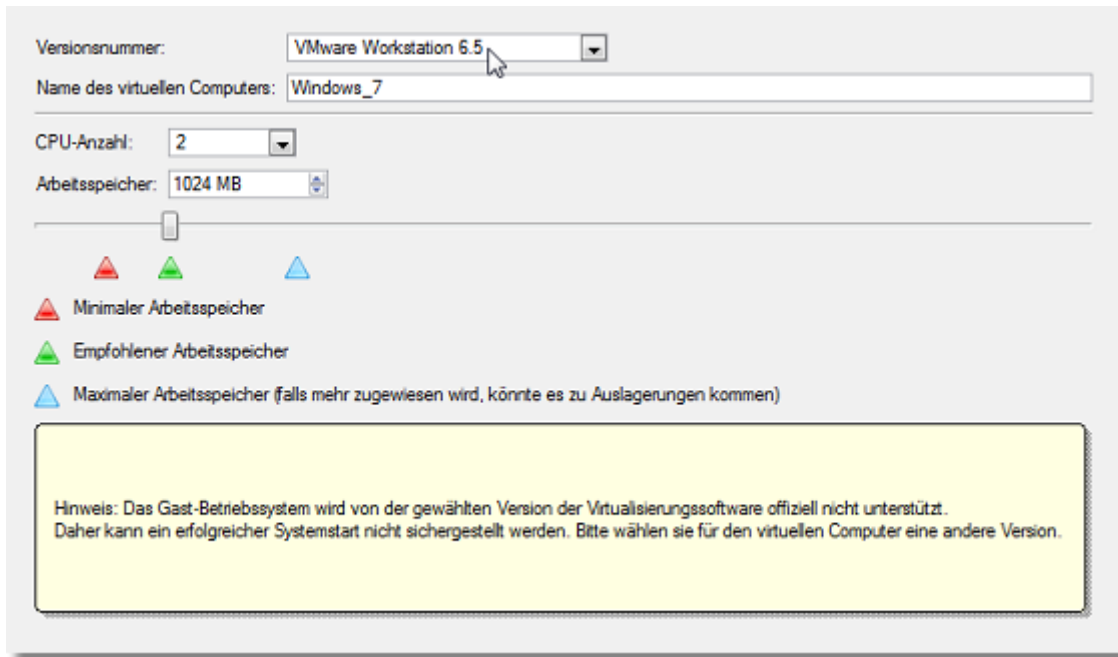 Versionsnummer: VMware Workstation 6.5
Name des virtuellen Computers: Windows_7
CPU-Anzahl: 2
Arbeitsspeicher: 1024 MB
Minimaler Arbeitsspeicher
Empfohlener Arbeitsspeicher
Maximaler Arbeitsspeicher (falls mehr zugewiesen wird, könnte es zu Auslagerungen kommen)
Hinweis: Das Gast-Betriebssystem wird von der gewählten Version der Virtualisierungssoftware offiziell nicht unterstützt.
Daher kann ein erfolgreicher Systemstart nicht sichergestellt werden. Bitte wählen sie für den virtuellen Computer eine andere Version.